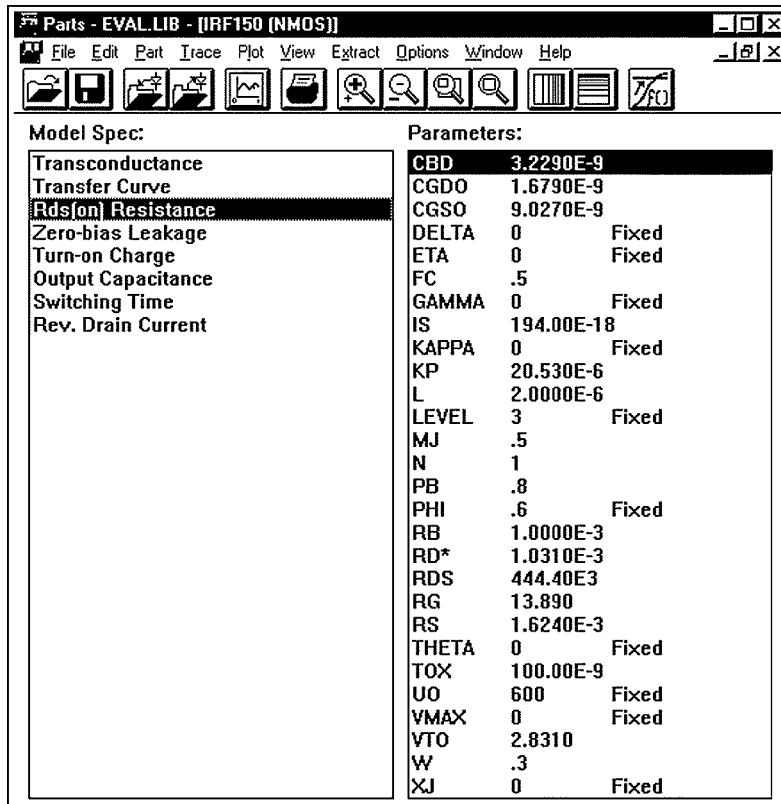 Parts - EVAL.LIB - [IRF150 (NMOS)]
File Edit Part Trace Plot View Extract Options Window Help
f()
Model Spec:
Transconductance
Transfer Curve
Rds(on) Resistance
Zero-bias Leakage
Turn-on Charge
Output Capacitance
Switching Time
Rev. Drain Current
Parameters:
CBD 3.2290E-9
CGDO 1.6790E-9
CGSO 9.0270E-9
DELTA 0 Fixed
ETA 0 Fixed
FC .5
GAMMA 0 Fixed
IS 194.00E-18
KAPPA 0 Fixed
KP 20.530E-6
L 2.0000E-6
LEVEL 3 Fixed
MJ .5
N 1
PB .8
PHI .6 Fixed
RB 1.0000E-3
RD* 1.0310E-3
RDS 444.40E3
RG 13.890
RS 1.6240E-3
THETA 0 Fixed
TOX 100.00E-9
UO 600 Fixed
VMAX 0 Fixed
VTO 2.8310
W .3
XJ 0 Fixed